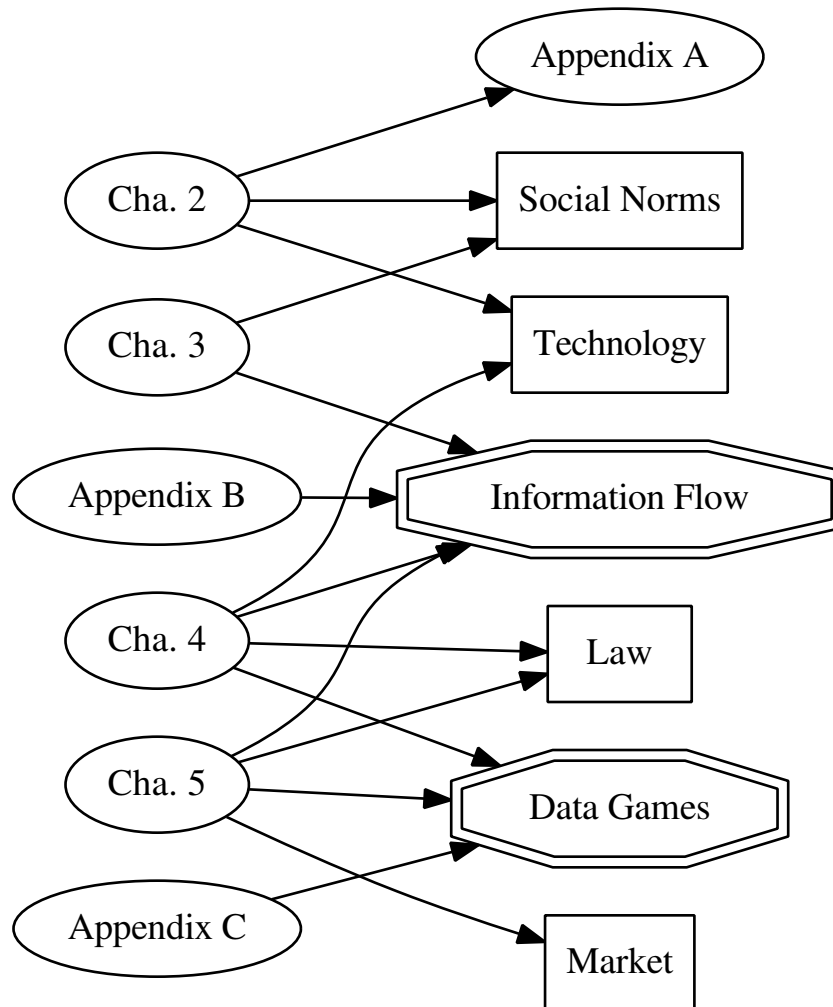 Appendix A
Cha. 2
Social Norms
Cha. 3
Technology
Appendix B
Information Flow
Cha. 4
Law
Cha. 5
Data Games
Appendix C
Market